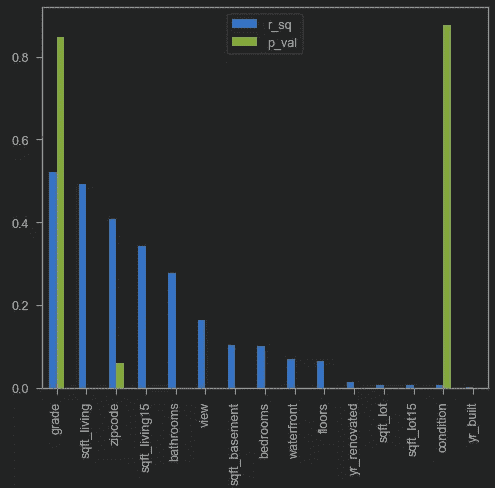 r_sq
p_val
0.8
0.6
0.4
0.2
0.0
grade
sqft_living
zipcode
sqft_living15
bathrooms
view
sqft_basement
bedrooms
waterfront
floors
yr_renovated
sqft_lot
sqft_lot15
condition
yr_built